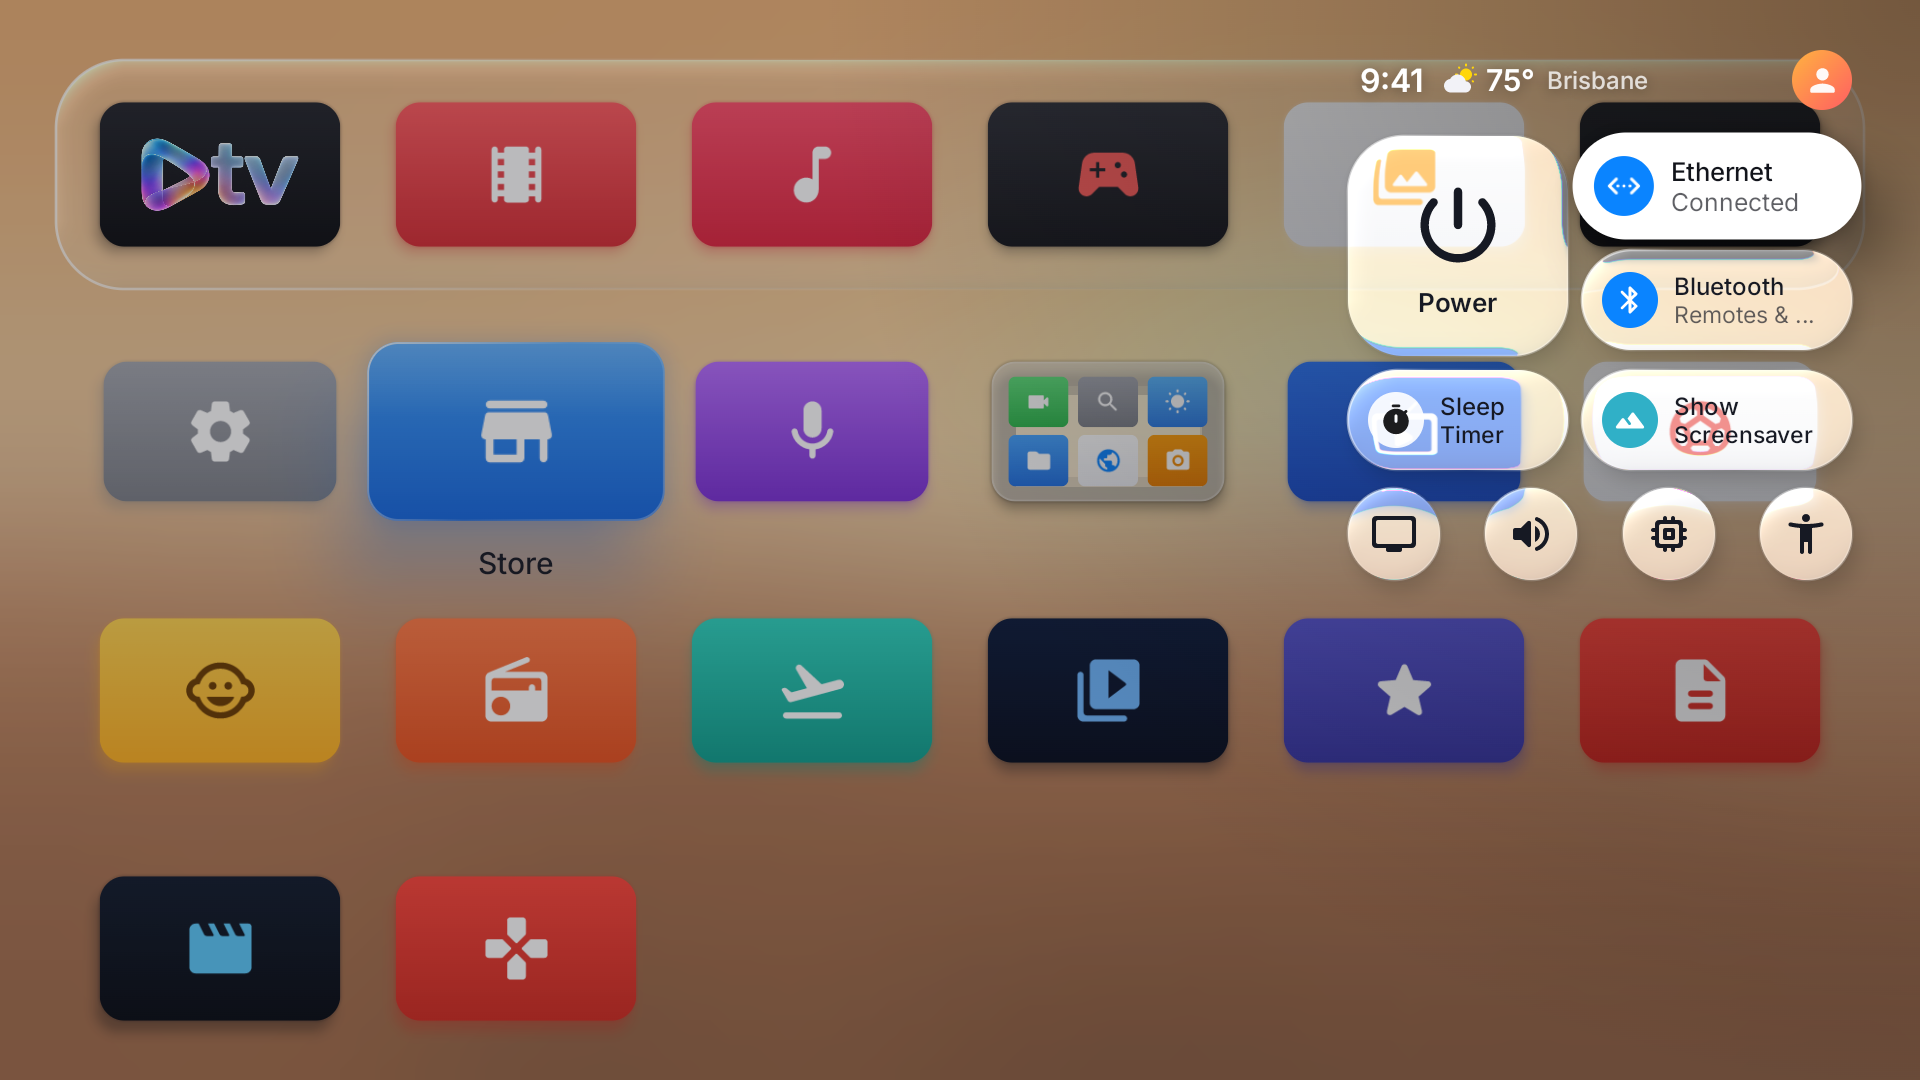 9:41 75° Brisbane
tv
Power
Ethernet
Connected
Bluetooth
Remotes & ...
Sleep
Timer
Show
Screensaver
Store